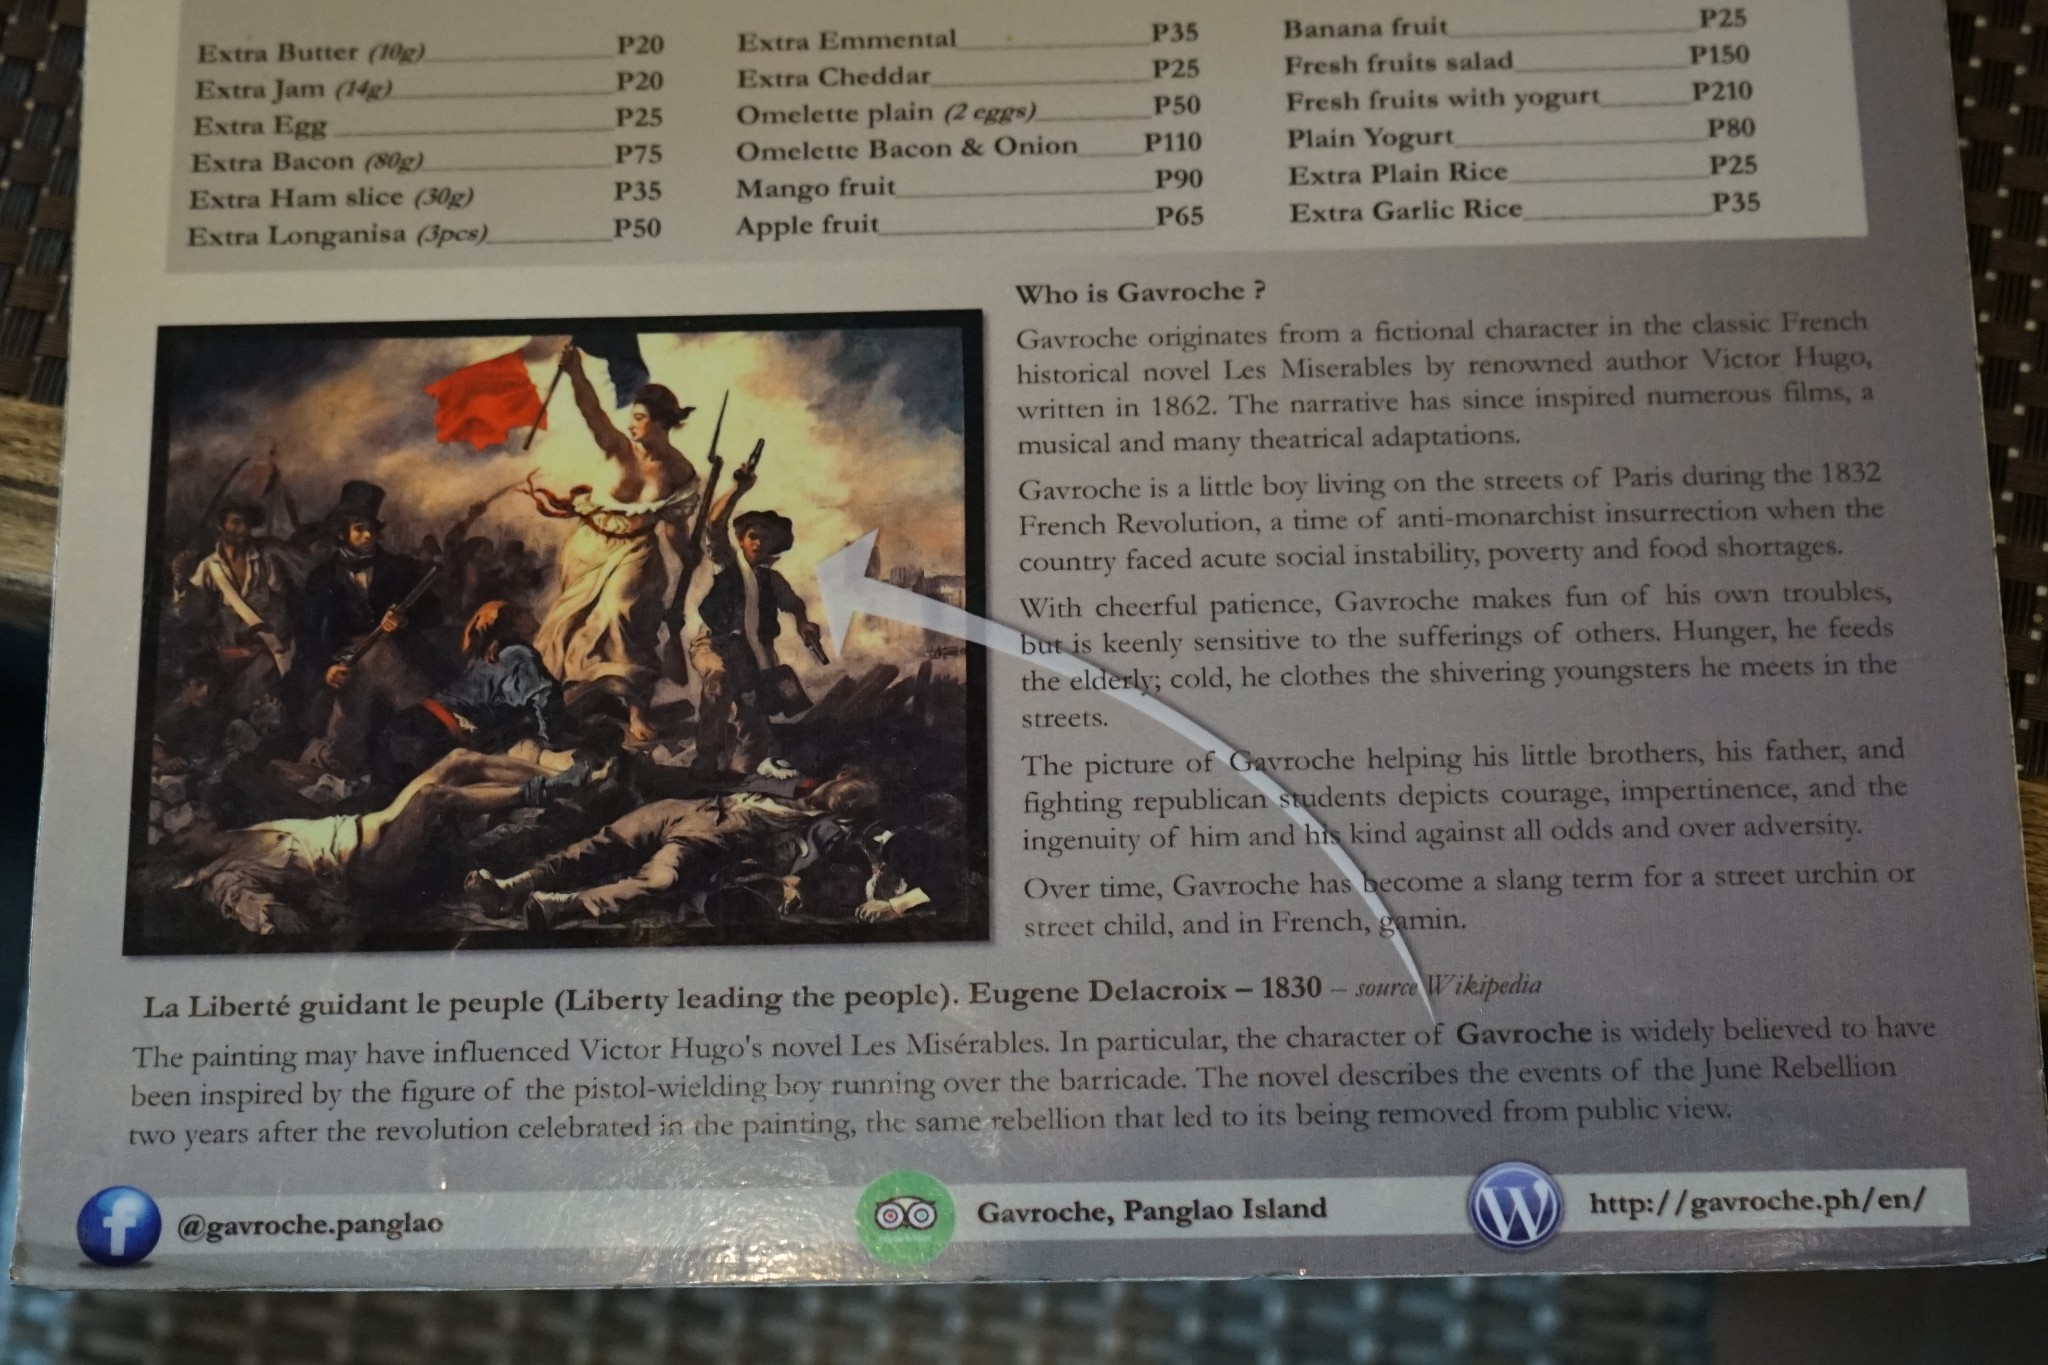 Extra Butter (10g) P20
Extra Jam (14g) P20
Extra Egg P25
Extra Bacon (80g) P75
Extra Ham slice (30g) P35
Extra Longanisa (3pcs) P50
Extra Emmental P35
Extra Cheddar P25
Omelette plain (2 eggs) P50
Omelette Bacon & Onion P110
Mango fruit P90
Apple fruit P65
Banana fruit P25
Fresh fruits salad P150
Fresh fruits with yogurt P210
Plain Yogurt P80
Extra Plain Rice P25
Extra Garlic Rice P35
Who is Gavroche ?
Gavroche originates from a fictional character in the classic French
historical novel Les Miserables by renowned author Victor Hugo,
written in 1862. The narrative has since inspired numerous films, a
musical and many theatrical adaptations.
Gavroche is a little boy living on the streets of Paris during the 1832
French Revolution, a time of anti-monarchist insurrection when the
country faced acute social instability, poverty and food shortages.
With cheerful patience, Gavroche makes fun of his own troubles,
but is keenly sensitive to the sufferings of others. Hunger, he feeds
the elderly; cold, he clothes the shivering youngsters he meets in the
streets.
The picture of Gavroche helping his little brothers, his father, and
fighting republican students depicts courage, impertinence, and the
ingenuity of him and his kind against all odds and over adversity.
Over time, Gavroche has become a slang term for a street urchin or
street child, and in French, gamin.
La Liberté guidant le peuple (Liberty leading the people). Eugene Delacroix – 1830 – source Wikipedia
The painting may have influenced Victor Hugo's novel Les Misérables. In particular, the character of Gavroche is widely believed to have
been inspired by the figure of the pistol-wielding boy running over the barricade. The novel describes the events of the June Rebellion
two years after the revolution celebrated in the painting, the same rebellion that led to its being removed from public view.
@gavroche.panglao
Gavroche, Panglao Island
http://gavroche.ph/en/